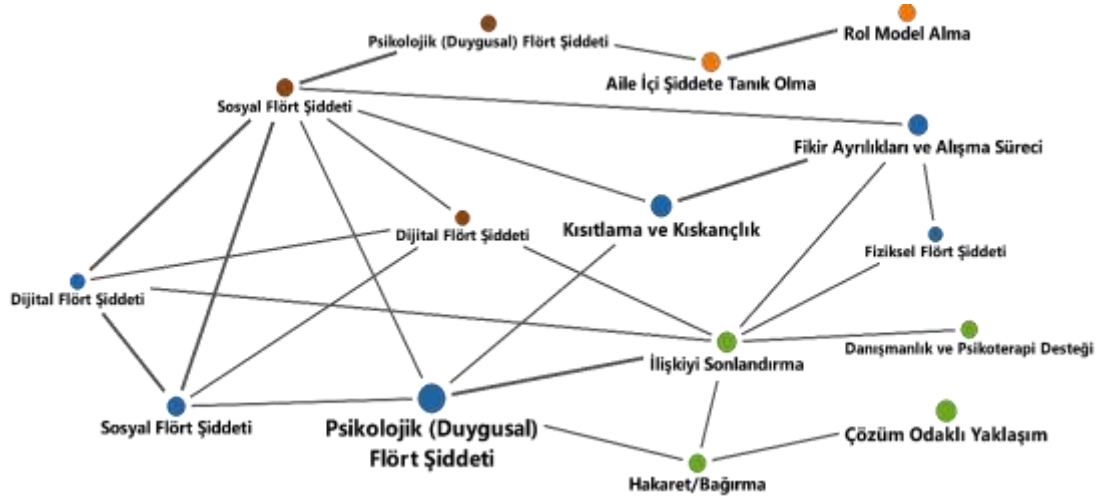 Psikolojik (Duygusal) Flört Şiddeti
Rol Model Alma
Aile İçi Şiddete Tanık Olma
Sosyal Flört Şiddeti
Fikir Ayrılıkları ve Alışma Süreci
Kısıtlama ve Kıskançlık
Dijital Flört Şiddeti
Fiziksel Flört Şiddeti
Dijital Flört Şiddeti
Danışmanlık ve Psikoterapi Desteği
İlişkiyi Sonlandırma
Sosyal Flört Şiddeti
Psikolojik (Duygusal)
Flört Şiddeti
Çözüm Odaklı Yaklaşım
Hakaret/Bağırma